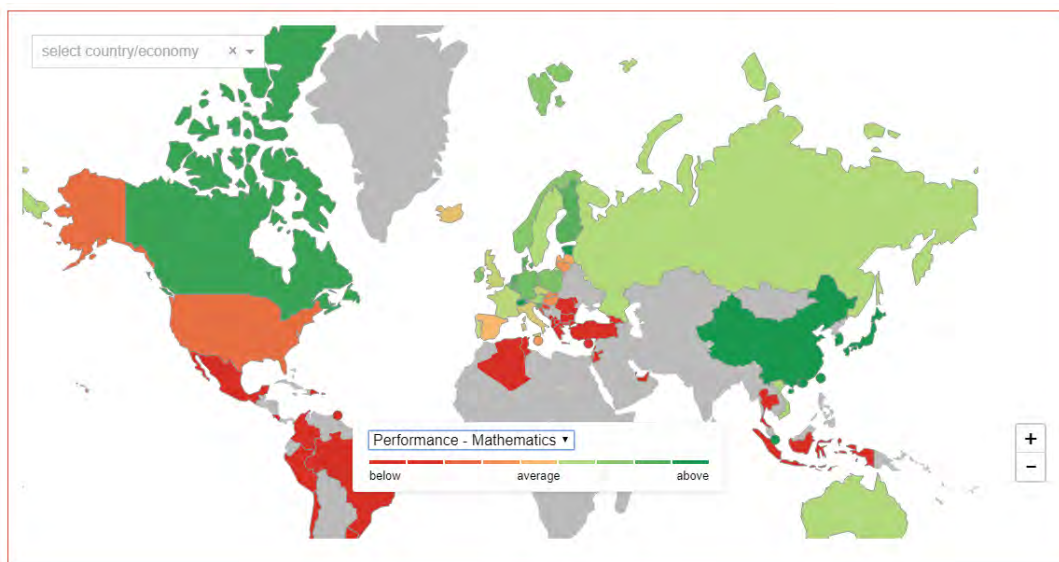 select country/economy × ▾
Performance - Mathematics ▾
below average above
+
−